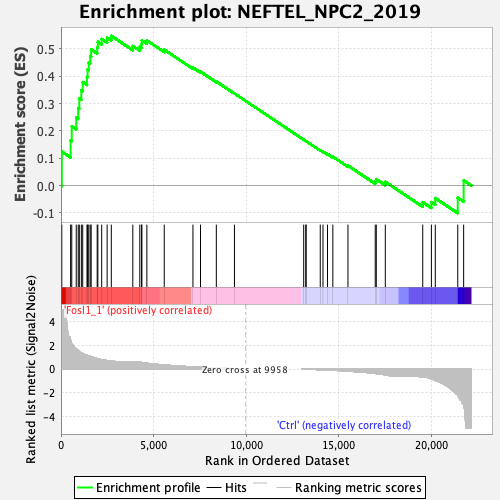 Enrichment plot: NEFTEL_NPC2_2019
Enrichment score (ES)
0.5
0.4
0.3
0.2
0.1
0.0
-0.1
'Fosl1_1' (positively correlated)
Ranked list metric (Signal2Noise)
4
2
0
-2
-4
Zero cross at 9958
'Ctrl' (negatively correlated)
0
5,000
10,000
15,000
20,000
Rank in Ordered Dataset
Enrichment profile
Hits
Ranking metric scores